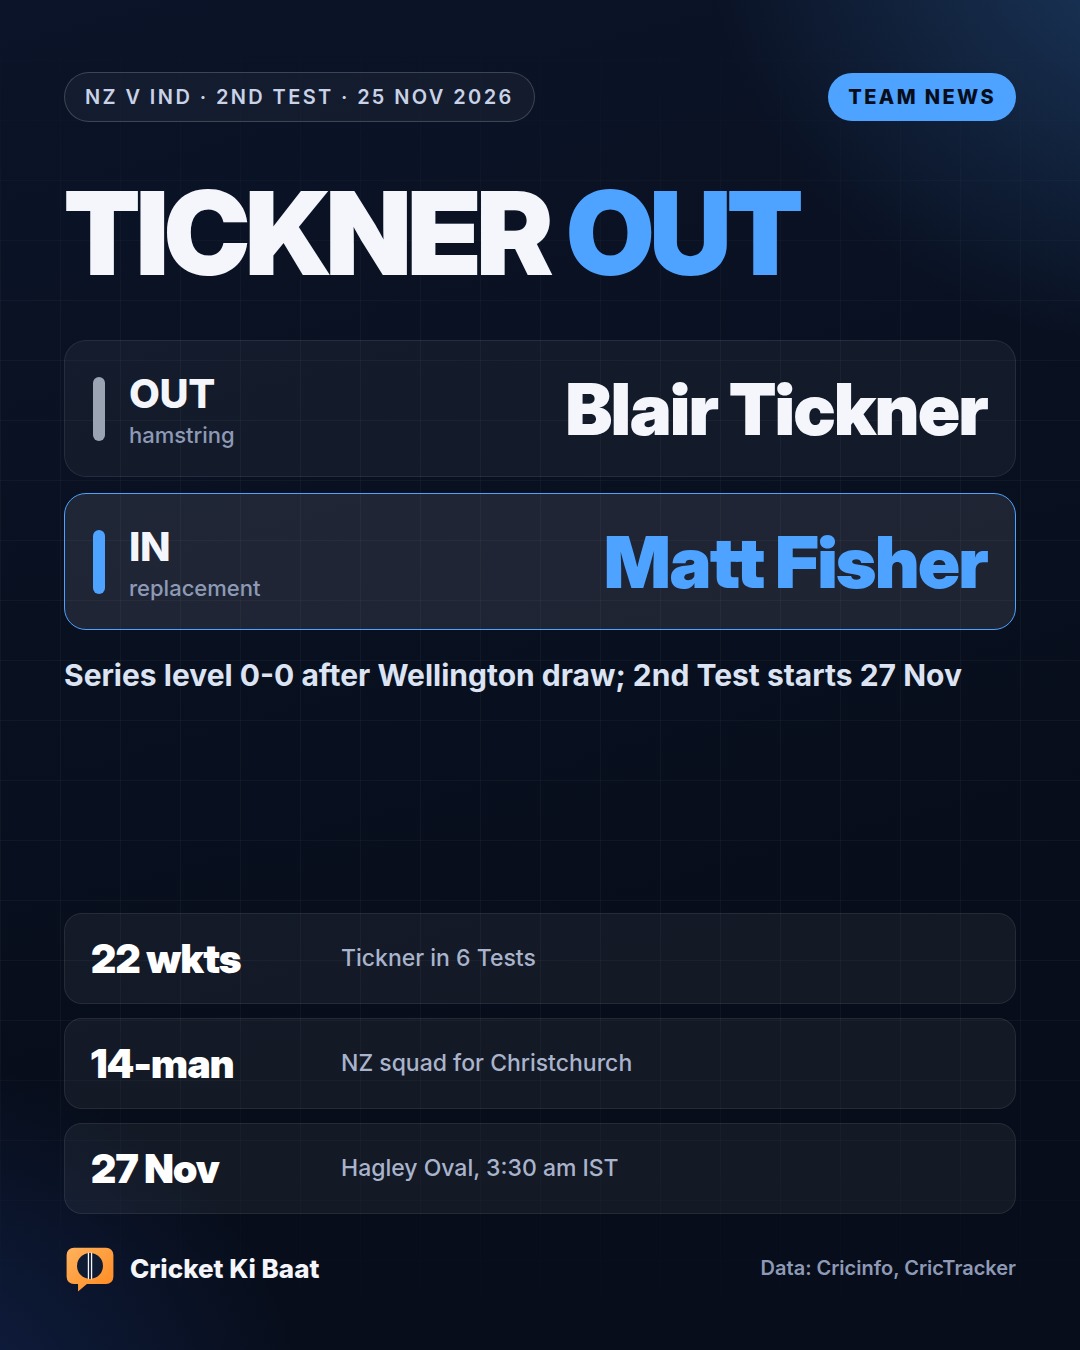 NZ V IND · 2ND TEST · 25 NOV 2026
TEAM NEWS
TICKNER OUT
OUT
hamstring
Blair Tickner
IN
replacement
Matt Fisher
Series level 0-0 after Wellington draw; 2nd Test starts 27 Nov
22 wkts
Tickner in 6 Tests
14-man
NZ squad for Christchurch
27 Nov
Hagley Oval, 3:30 am IST
Cricket Ki Baat
Data: Cricinfo, CricTracker